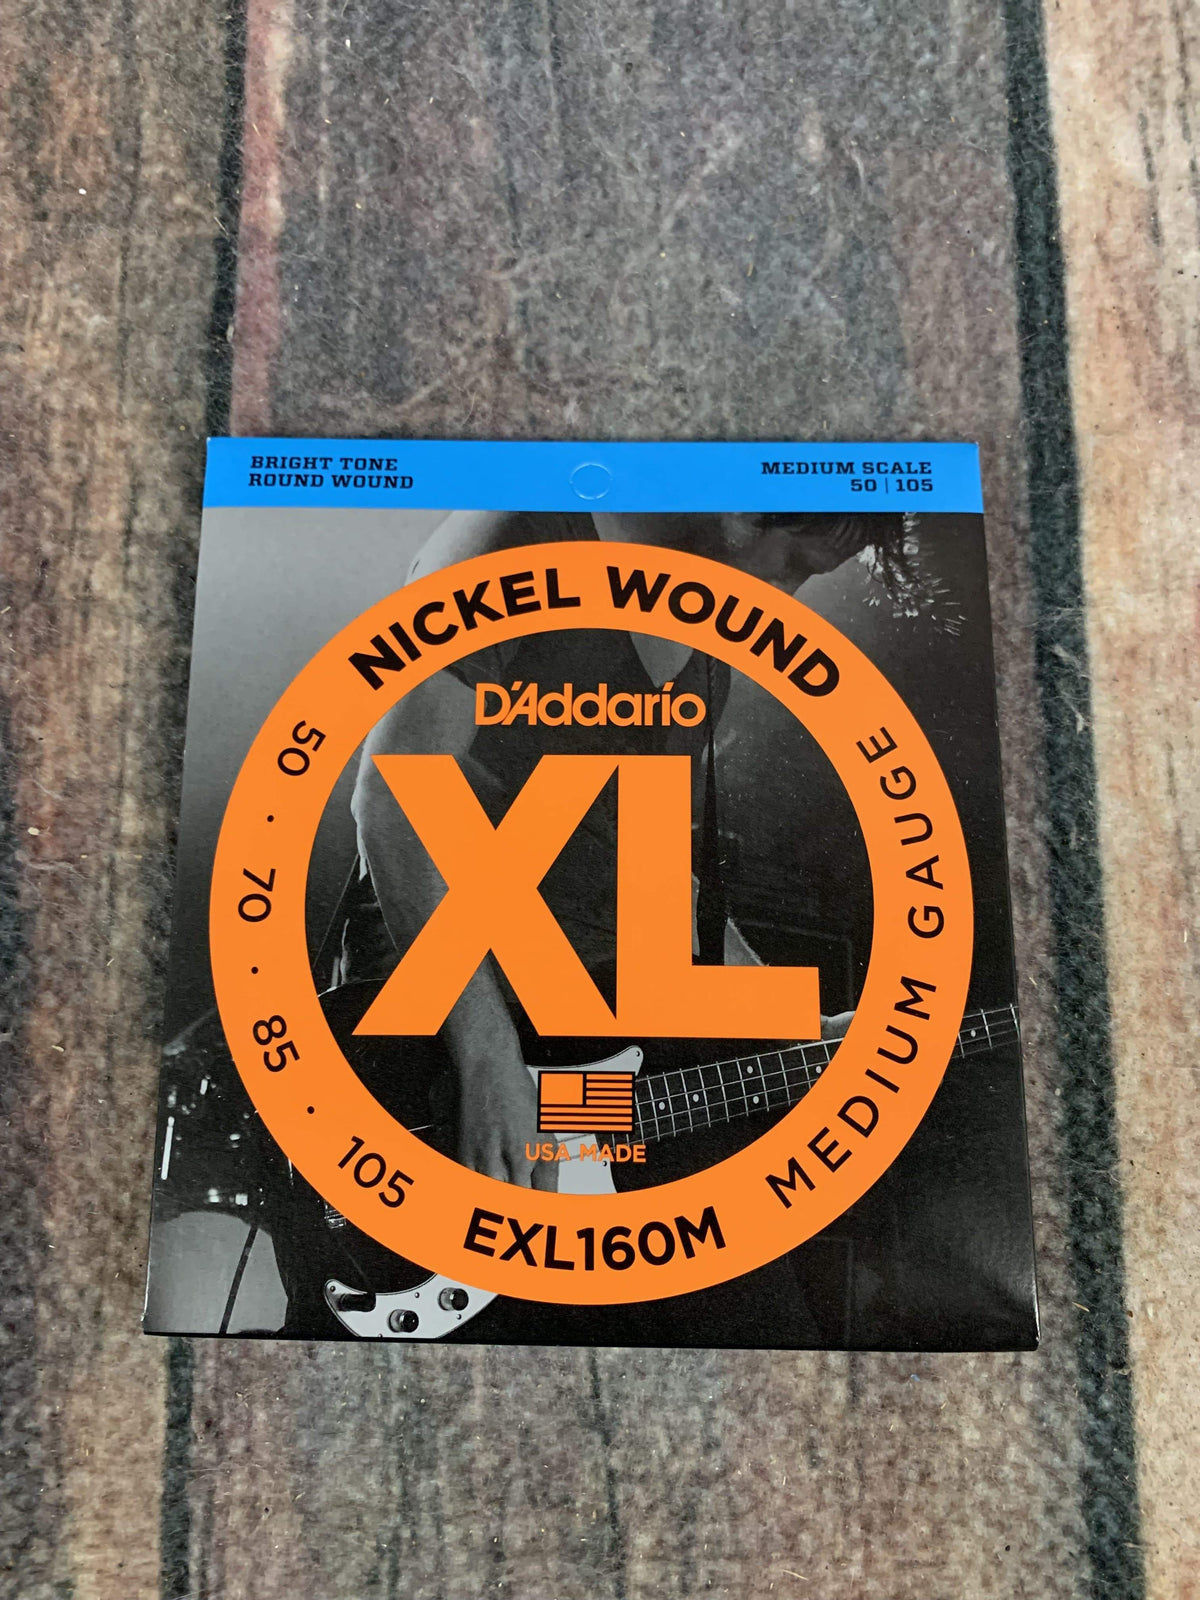 BRIGHT TONE
ROUND WOUND
MEDIUM SCALE
50 | 105
NICKEL WOUND
D'Addario
XL
50 · 70 · 85 · 105
MEDIUM GAUGE
USA MADE
EXL160M